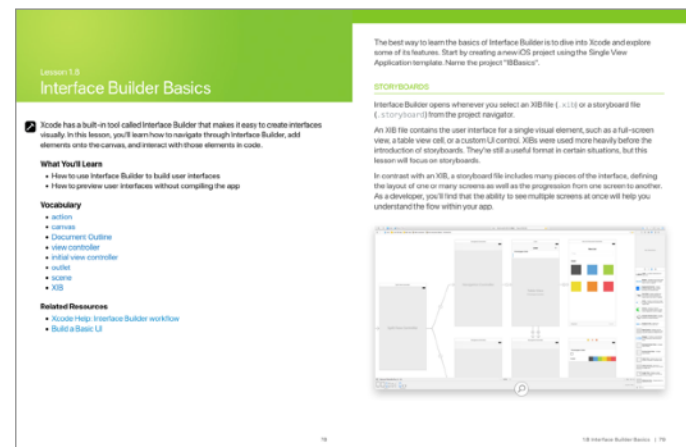 Lesson 1.8
Interface Builder Basics
Xcode has a built-in tool called Interface Builder that makes it easy to create interfaces
visually. In this lesson, you'll learn how to navigate through Interface Builder, add
elements onto the canvas, and interact with those elements in code.
What You'll Learn
• How to use Interface Builder to build user interfaces
• How to preview user interfaces without compiling the app
Vocabulary
• action
• canvas
• Document Outline
• view controller
• initial view controller
• outlet
• scene
• XIB
Related Resources
• Xcode Help: Interface Builder workflow
• Build a Basic UI
The best way to learn the basics of Interface Builder is to dive into Xcode and explore
some of its features. Start by creating a new iOS project using the Single View
Application template. Name the project "IBBasics".
STORYBOARDS
Interface Builder opens whenever you select an XIB file (.xib) or a storyboard file
(.storyboard) from the project navigator.
An XIB file contains the user interface for a single visual element, such as a full-screen
view, a table view cell, or a custom UI control. XIBs were used more heavily before the
introduction of storyboards. They're still a useful format in certain situations, but this
lesson will focus on storyboards.
In contrast with an XIB, a storyboard file includes many pieces of the interface, defining
the layout of one or many screens as well as the progression from one screen to another.
As a developer, you'll find that the ability to see multiple screens at once will help you
understand the flow within your app.
1.8 Interface Builder Basics | 79